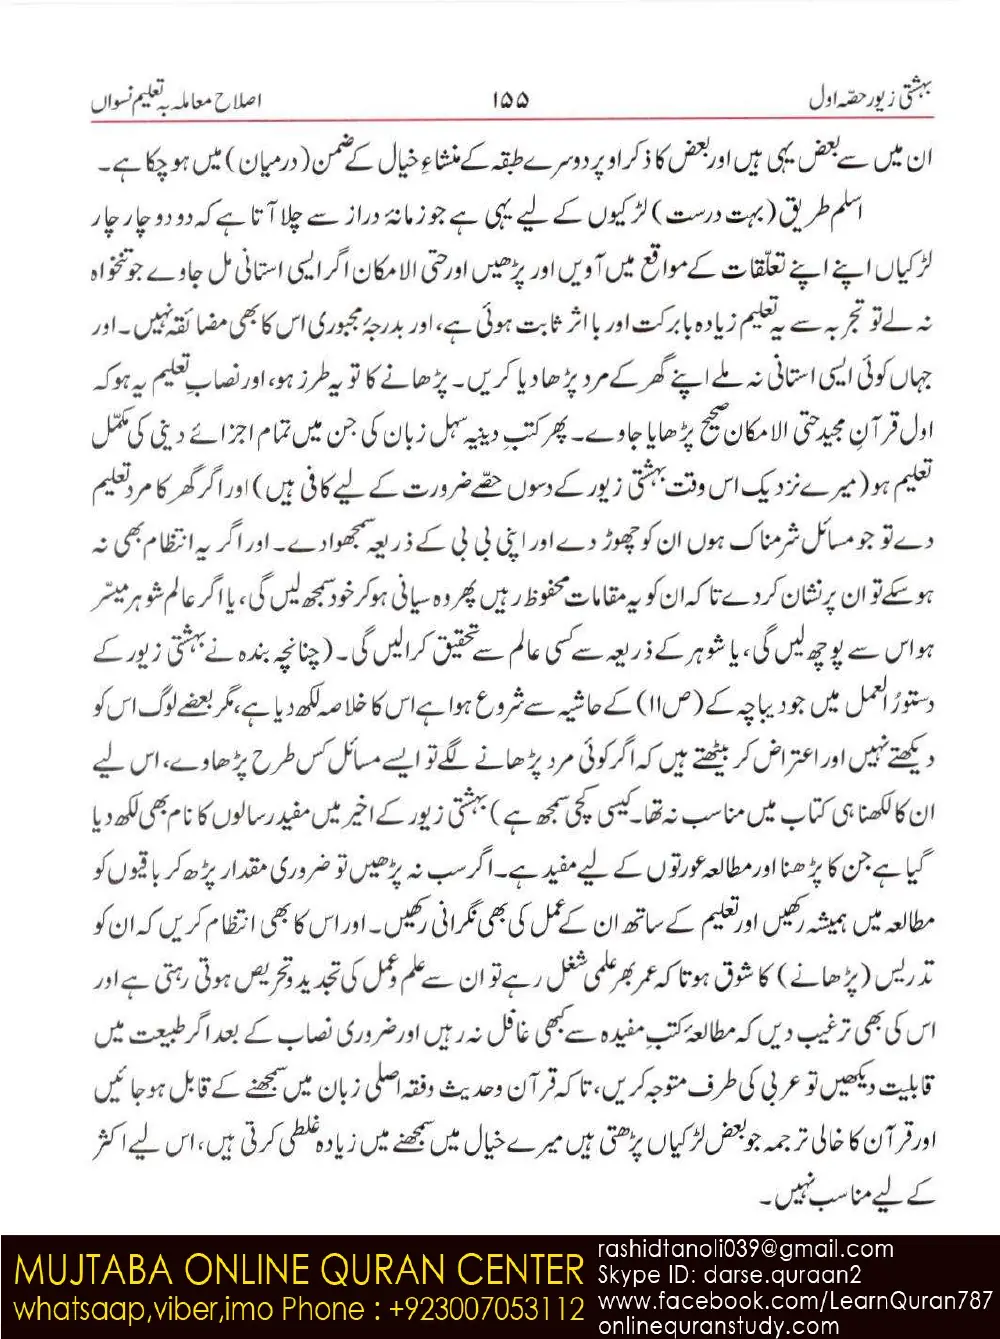 بہشتی زیور حصّہ اول ۱۵۵ اصلاح معاملہ بہ تعلیم نسواں
ان میں سے بعض یہی ہیں اور بعض کا ذکر اوپر دوسرے طبقہ کے منشاءِ خیال کے ضمن (درمیان) میں ہو چکا ہے۔
اسلم طریق (بہت درست) لڑکیوں کے لیے یہی ہے جو زمانۂ دراز سے چلا آتا ہے کہ دو دو چار چار
لڑکیاں اپنے اپنے تعلّقات کے مواقع میں آویں اور پڑھیں اور حتی الامکان اگر ایسی استانی مل جاوے جو تنخواہ
نہ لے تو تجربہ سے یہ تعلیم زیادہ بابرکت اور بااثر ثابت ہوئی ہے، اور بدرجۂ مجبوری اس کا بھی مضائقہ نہیں۔ اور
جہاں کوئی ایسی استانی نہ ملے اپنے گھر کے مرد پڑھا دیا کریں۔ پڑھانے کا تو یہ طرز ہو، اور نصابِ تعلیم یہ ہو کہ
اول قرآنِ مجید حتی الامکان صحیح پڑھایا جاوے۔ پھر کتبِ دینیہ سہل زبان کی جن میں تمام اجزائے دینی کی مکمّل
تعلیم ہو (میرے نزدیک اس وقت بہشتی زیور کے دسوں حصّے ضرورت کے لیے کافی ہیں) اور اگر گھر کا مرد تعلیم
دے تو جو مسائل شرمناک ہوں ان کو چھوڑ دے اور اپنی بی بی کے ذریعہ سمجھوا دے۔ اور اگر یہ انتظام بھی نہ
ہو سکے تو ان پر نشان کر دے تا کہ ان کو یہ مقامات محفوظ رہیں پھر وہ سیانی ہو کر خود سمجھ لیں گی، یا اگر عالم شوہر میسّر
ہو اس سے پوچھ لیں گی، یا شوہر کے ذریعہ سے کسی عالم سے تحقیق کرالیں گی۔ (چنانچہ بندہ نے بہشتی زیور کے
دستورُ العمل میں جو دیباچہ کے (ص۱۱) کے حاشیہ سے شروع ہوا ہے اس کا خلاصہ لکھ دیا ہے، مگر بعضے لوگ اس کو
دیکھتے نہیں اور اعتراض کر بیٹھتے ہیں کہ اگر کوئی مرد پڑھانے لگے تو ایسے مسائل کس طرح پڑھاوے، اس لیے
ان کا لکھنا ہی کتاب میں مناسب نہ تھا۔ کیسی کچی سمجھ ہے) بہشتی زیور کے اخیر میں مفید رسالوں کا نام بھی لکھ دیا
گیا ہے جن کا پڑھنا اور مطالعہ عورتوں کے لیے مفید ہے۔ اگر سب نہ پڑھیں تو ضروری مقدار پڑھ کر باقیوں کو
مطالعہ میں ہمیشہ رکھیں اور تعلیم کے ساتھ ان کے عمل کی بھی نگرانی رکھیں۔ اور اس کا بھی انتظام کریں کہ ان کو
تدریس (پڑھانے) کا شوق ہو تا کہ عمر بھر علمی شغل رہے تو ان سے علم و عمل کی تجدید و تحریص ہوتی رہتی ہے اور
اس کی بھی ترغیب دیں کہ مطالعۂ کتبِ مفیدہ سے کبھی غافل نہ رہیں اور ضروری نصاب کے بعد اگر طبیعت میں
قابلیت دیکھیں تو عربی کی طرف متوجہ کریں، تا کہ قرآن وحدیث وفقہ اصلی زبان میں سمجھنے کے قابل ہو جائیں
اور قرآن کا خالی ترجمہ جو بعض لڑکیاں پڑھتی ہیں میرے خیال میں سمجھنے میں زیادہ غلطی کرتی ہیں، اس لیے اکثر
کے لیے مناسب نہیں۔
MUJTABA ONLINE QURAN CENTER
whatsaap,viber,imo Phone : +923007053112
rashidtanoli039@gmail.com
Skype ID: darse.quraan2
www.facebook.com/LearnQuran787
onlinequranstudy.com